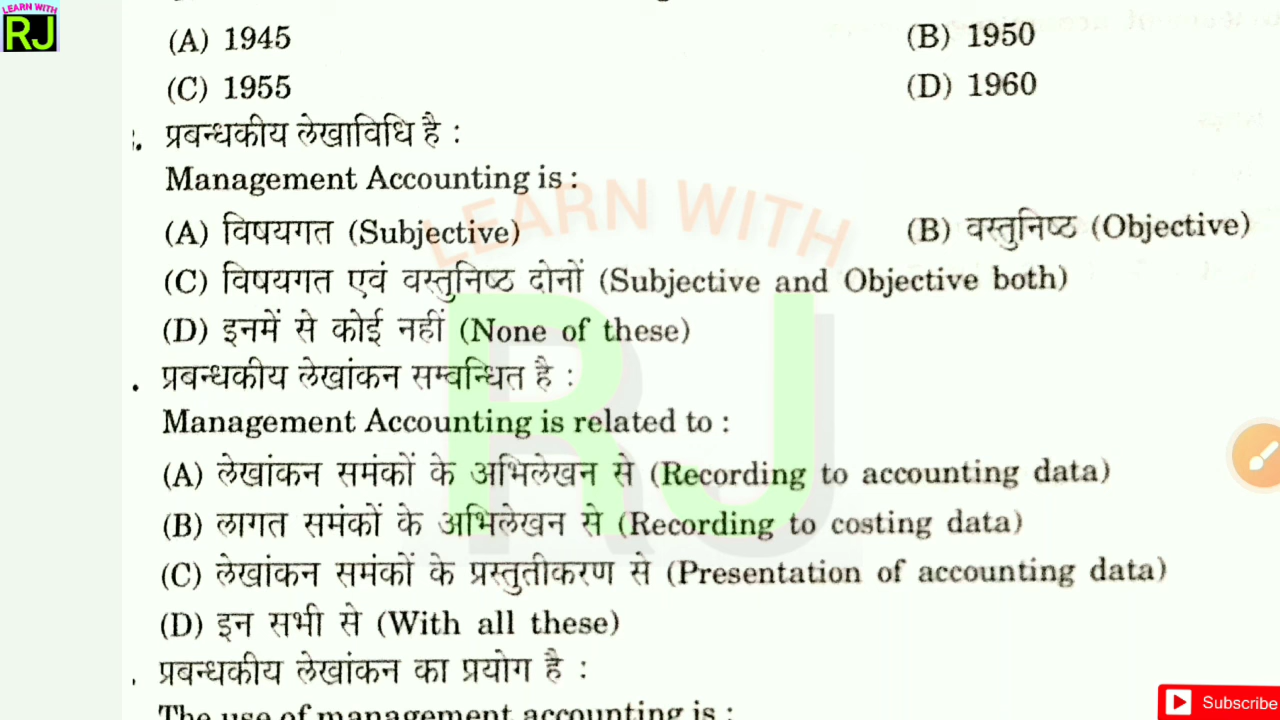 LEARN WITH
RJ
(A) 1945 (B) 1950
(C) 1955 (D) 1960
प्रबन्धकीय लेखाविधि है :
Management Accounting is :
(A) विषयगत (Subjective) (B) वस्तुनिष्ठ (Objective)
(C) विषयगत एवं वस्तुनिष्ठ दोनों (Subjective and Objective both)
(D) इनमें से कोई नहीं (None of these)
. प्रबन्धकीय लेखांकन सम्बन्धित है :
Management Accounting is related to :
(A) लेखांकन समंकों के अभिलेखन से (Recording to accounting data)
(B) लागत समंकों के अभिलेखन से (Recording to costing data)
(C) लेखांकन समंकों के प्रस्तुतीकरण से (Presentation of accounting data)
(D) इन सभी से (With all these)
. प्रबन्धकीय लेखांकन का प्रयोग है :
The use of management accounting is :
LEARN WITH
RJ
Subscribe